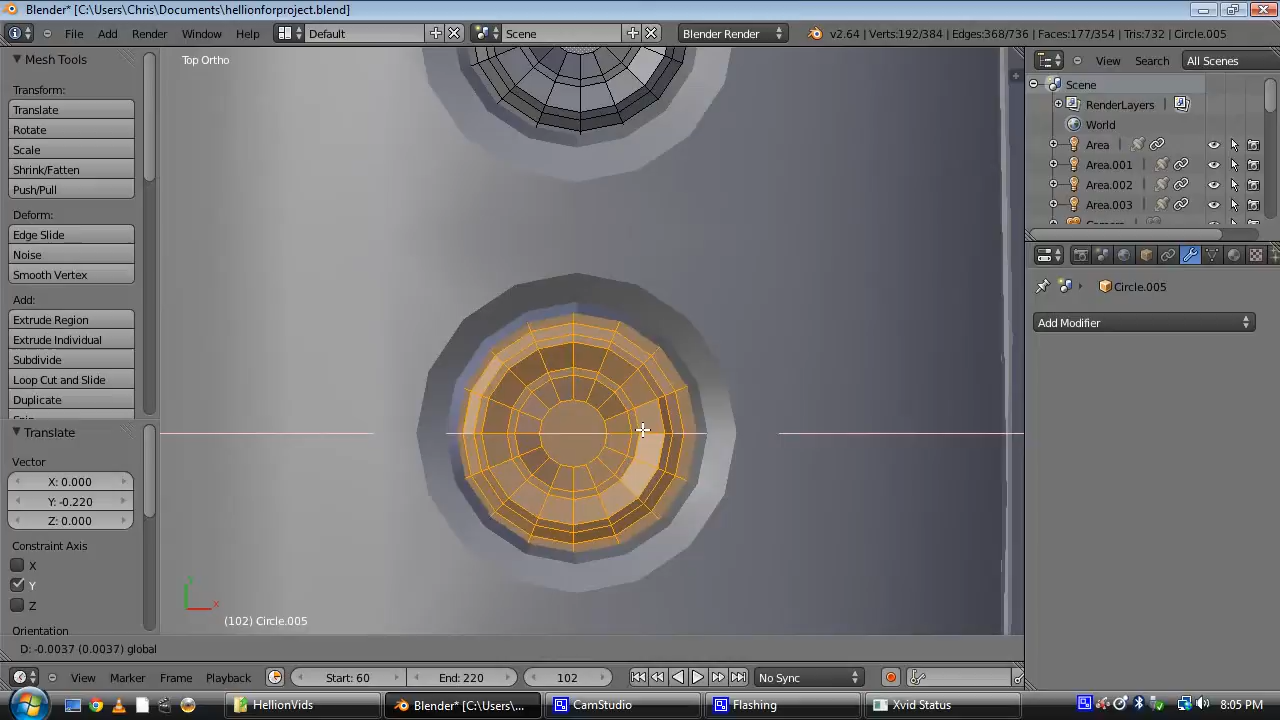 Blender* [C:\Users\Chris\Documents\hellionforproject.blend]
File Add Render Window Help Default Scene Blender Render v2.64 | Verts:192/384 | Edges:368/736 | Faces:177/354 | Tris:732 | Circle.005
Mesh Tools
Transform:
Translate
Rotate
Scale
Shrink/Fatten
Push/Pull
Deform:
Edge Slide
Noise
Smooth Vertex
Add:
Extrude Region
Extrude Individual
Subdivide
Loop Cut and Slide
Duplicate
Translate
Vector
X: 0.000
Y: -0.220
Z: 0.000
Constraint Axis
X
Y
Z
Orientation
Top Ortho
y
x
(102) Circle.005
View Search All Scenes
Scene
RenderLayers
World
Area
Area.001
Area.002
Area.003
Circle.005
Add Modifier
D: -0.0037 (0.0037) global
View Marker Frame Playback Start: 60 End: 220 102 No Sync
HellionVids Blender* [C:\Users\C... CamStudio Flashing Xvid Status 8:05 PM